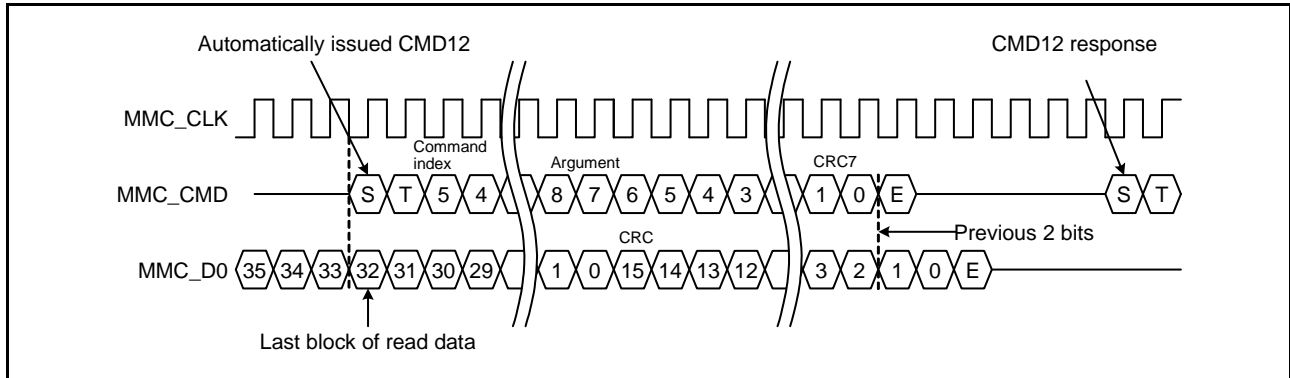 Automatically issued CMD12
CMD12 response
MMC_CLK
Command
index
Argument
CRC7
MMC_CMD
S T 5 4 8 7 6 5 4 3 1 0 E S T
Previous 2 bits
CRC
MMC_D0
35 34 33 32 31 30 29 1 0 15 14 13 12 3 2 1 0 E
Last block of read data